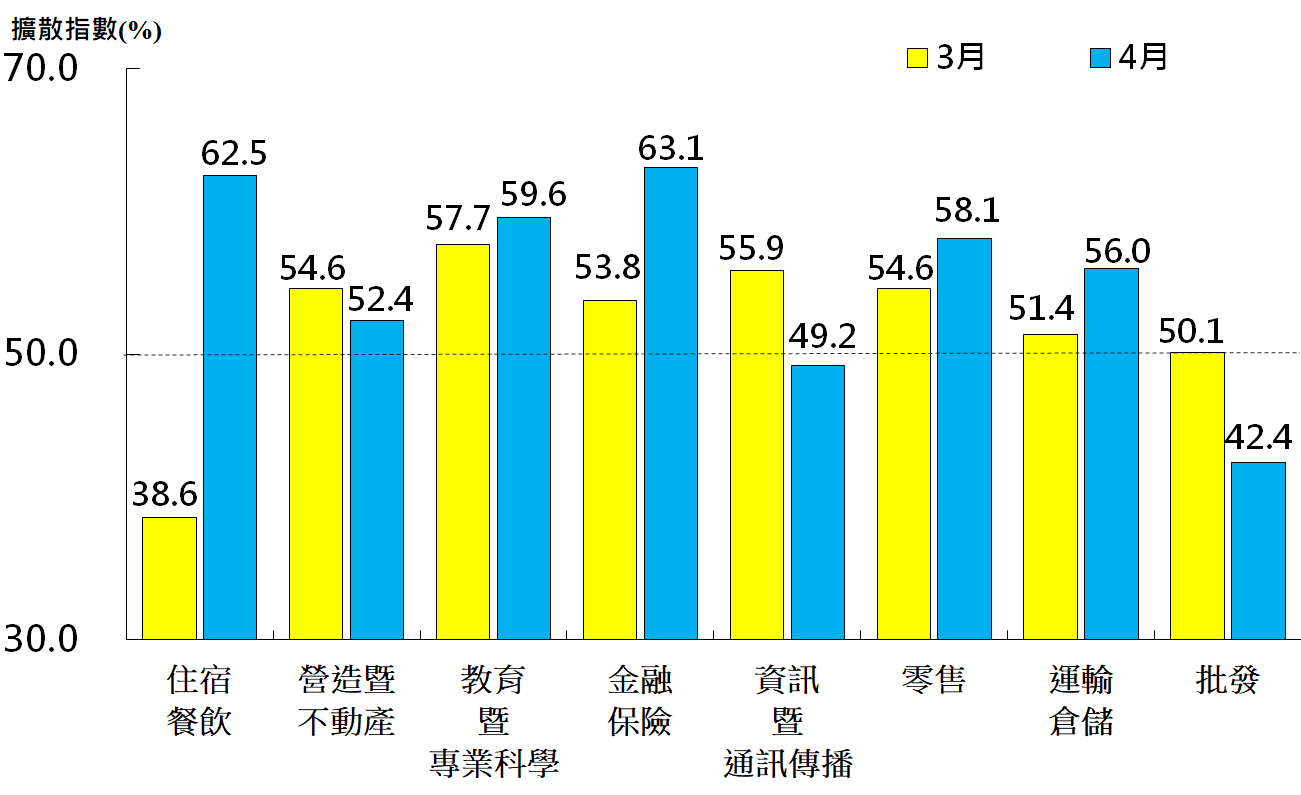 擴散指數(%)
3月
4月
70.0
50.0
30.0
38.6
62.5
54.6
52.4
57.7
59.6
53.8
63.1
55.9
49.2
54.6
58.1
51.4
56.0
50.1
42.4
住宿
餐飲
營造暨
不動產
教育
暨
專業科學
金融
保險
資訊
暨
通訊傳播
零售
運輸
倉儲
批發